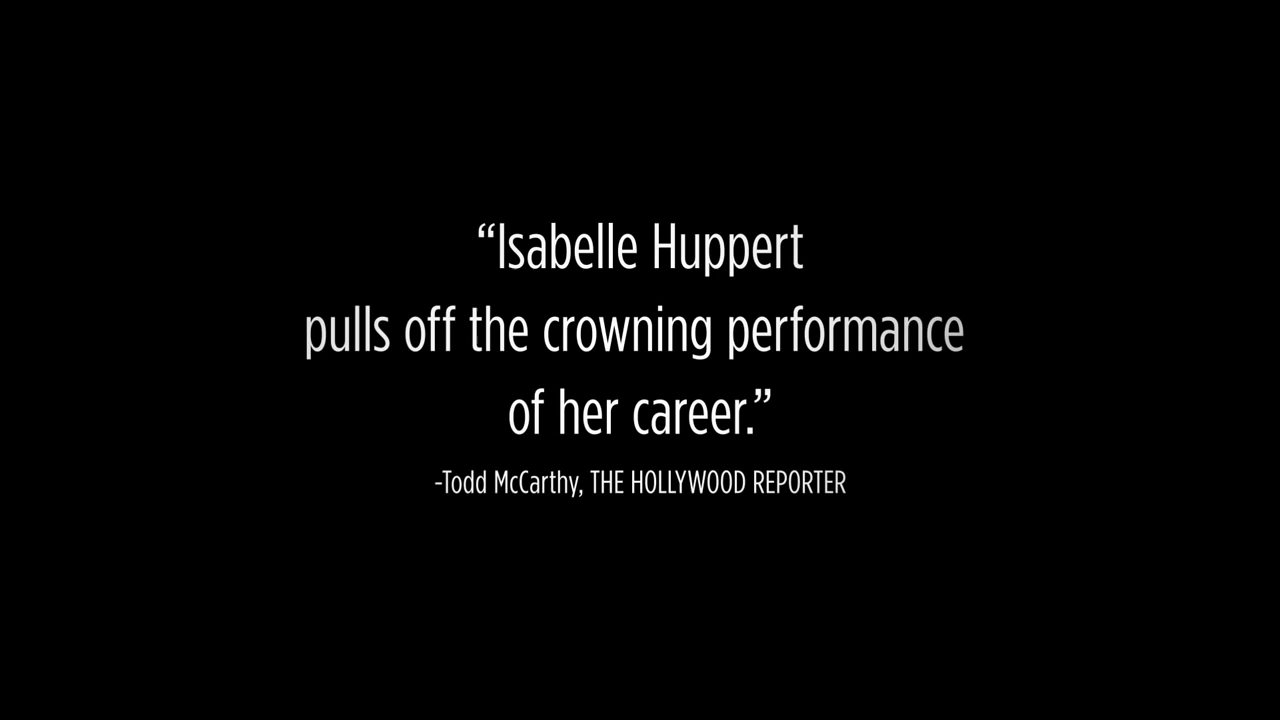 “Isabelle Huppert
pulls off the crowning performance
of her career.”
-Todd McCarthy, THE HOLLYWOOD REPORTER